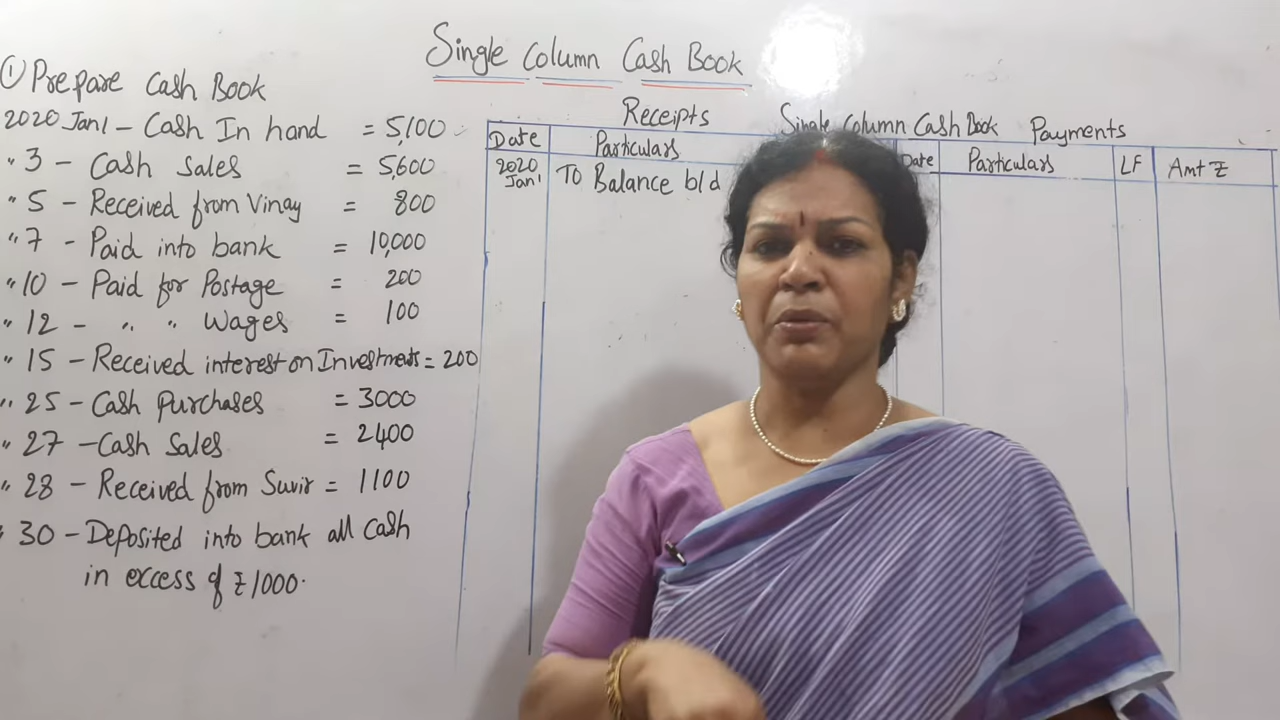 Single Column Cash Book
① Prepare Cash Book
2020 Jan 1 – Cash In hand = 5,100
" 3 – Cash Sales = 5,600
" 5 – Received from Vinay = 800
" 7 – Paid into bank = 10,000
" 10 – Paid for Postage = 200
" 12 – " " Wages = 100
" 15 – Received interest on Investments = 200
" 25 – Cash Purchases = 3000
" 27 – Cash Sales = 2400
" 28 – Received from Suvir = 1100
" 30 – Deposited into bank all cash
in excess of ₹1000.
Receipts Single Column Cash Book Payments
Date Particulars Date Particulars LF Amt ₹
2020
Jan 1 To Balance b/d